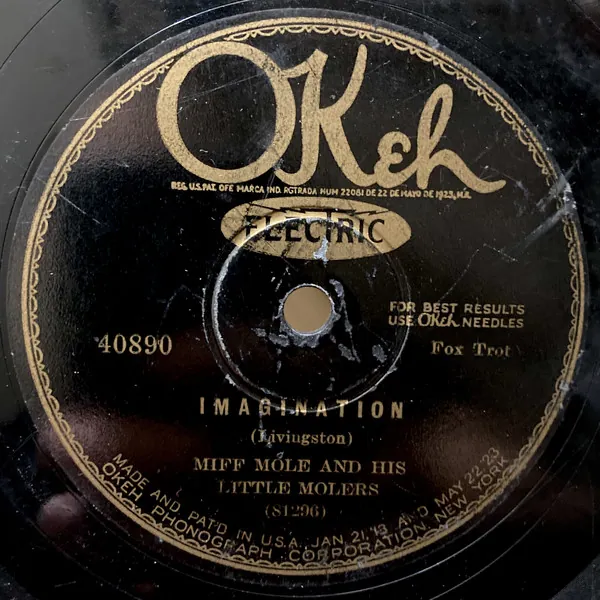 OKeh
REG. U.S. PAT. OFF. MARCA IND. RGTRADA NUM 22081 DE 22 DE MAYO DE 1923, M.R.
ELECTRIC
FOR BEST RESULTS
USE OKeh NEEDLES
40890
Fox Trot
IMAGINATION
(Livingston)
MIFF MOLE AND HIS
LITTLE MOLERS
(81296)
MADE AND PAT'D IN U.S.A. JAN. 21, '13 AND MAY 22 '23
OKEH PHONOGRAPH CORPORATION, NEW YORK